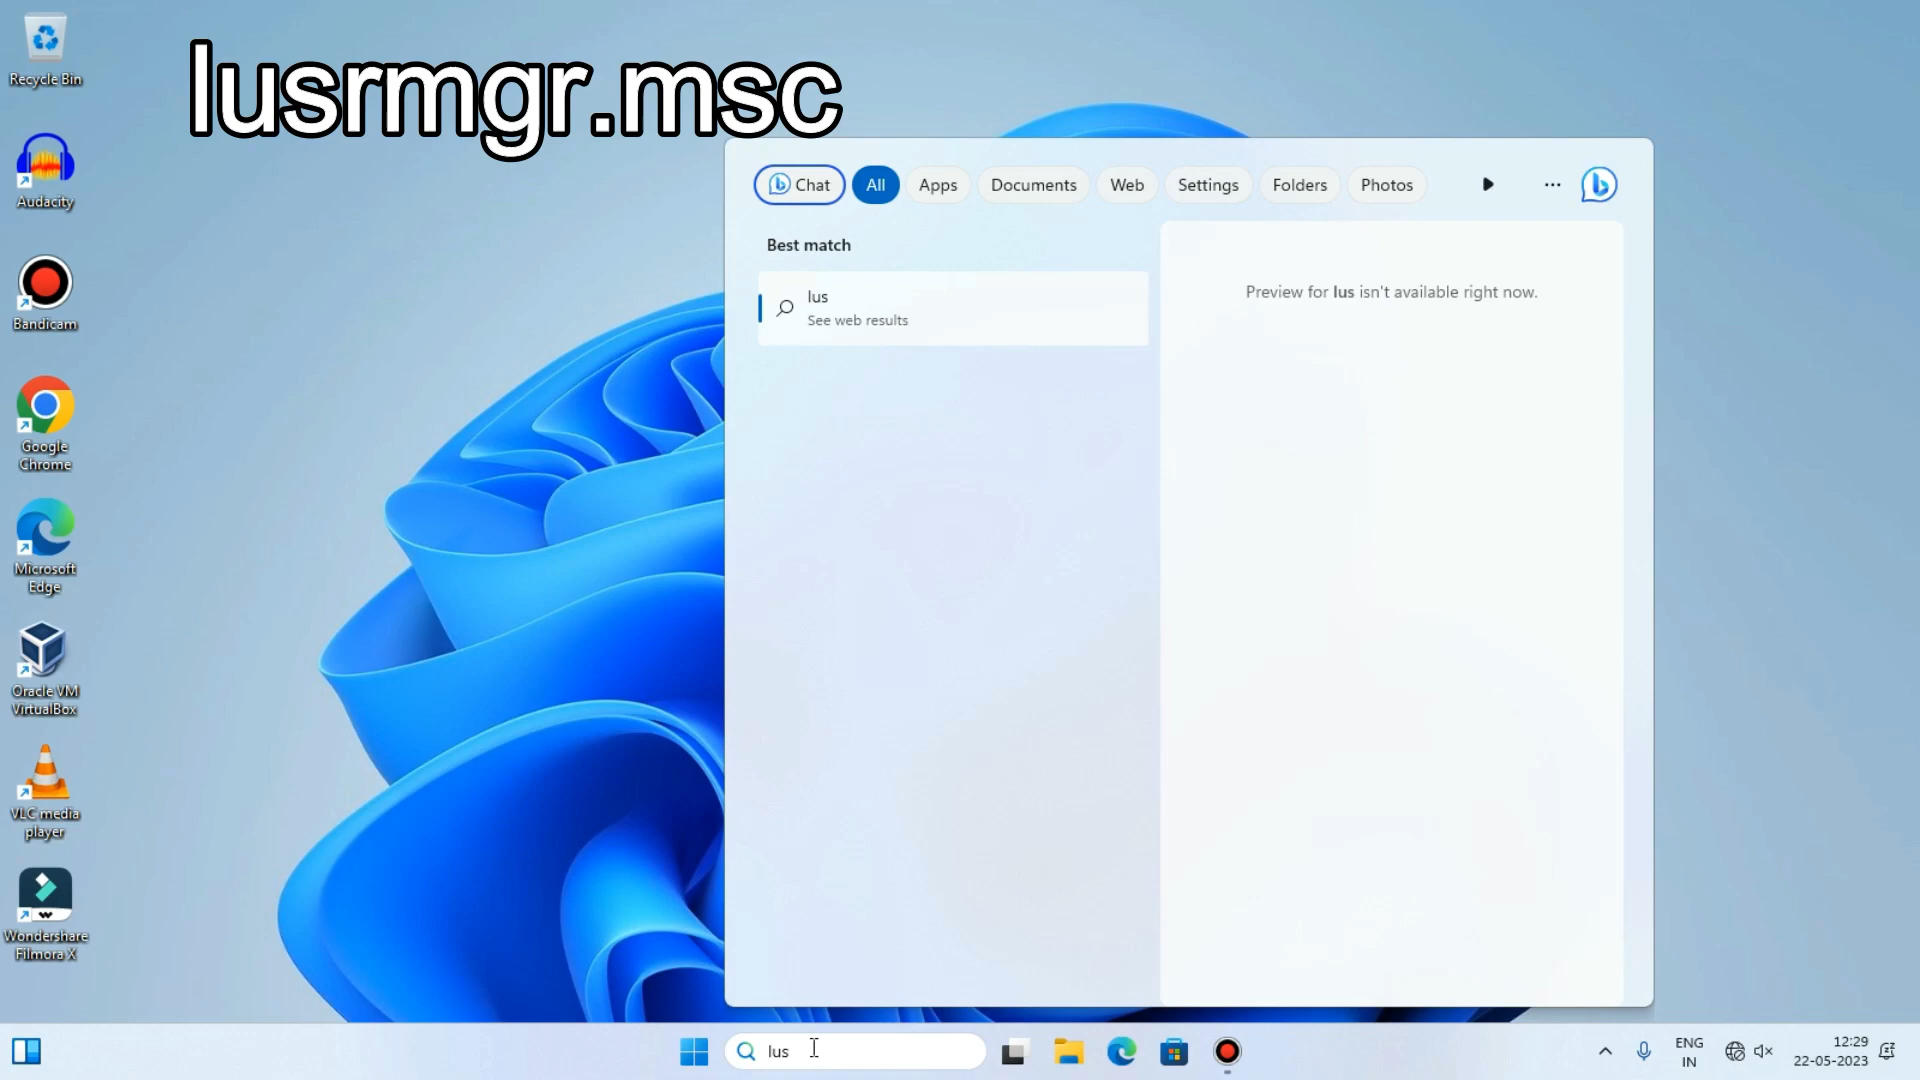 lusrmgr.msc
Recycle Bin
Audacity
Bandicam
Google
Chrome
Microsoft
Edge
Oracle VM
VirtualBox
VLC media
player
Wondershare
Filmora X
Chat All Apps Documents Web Settings Folders Photos
Best match
lus
See web results
Preview for lus isn't available right now.
lus
ENG
IN
12:29
22-05-2023